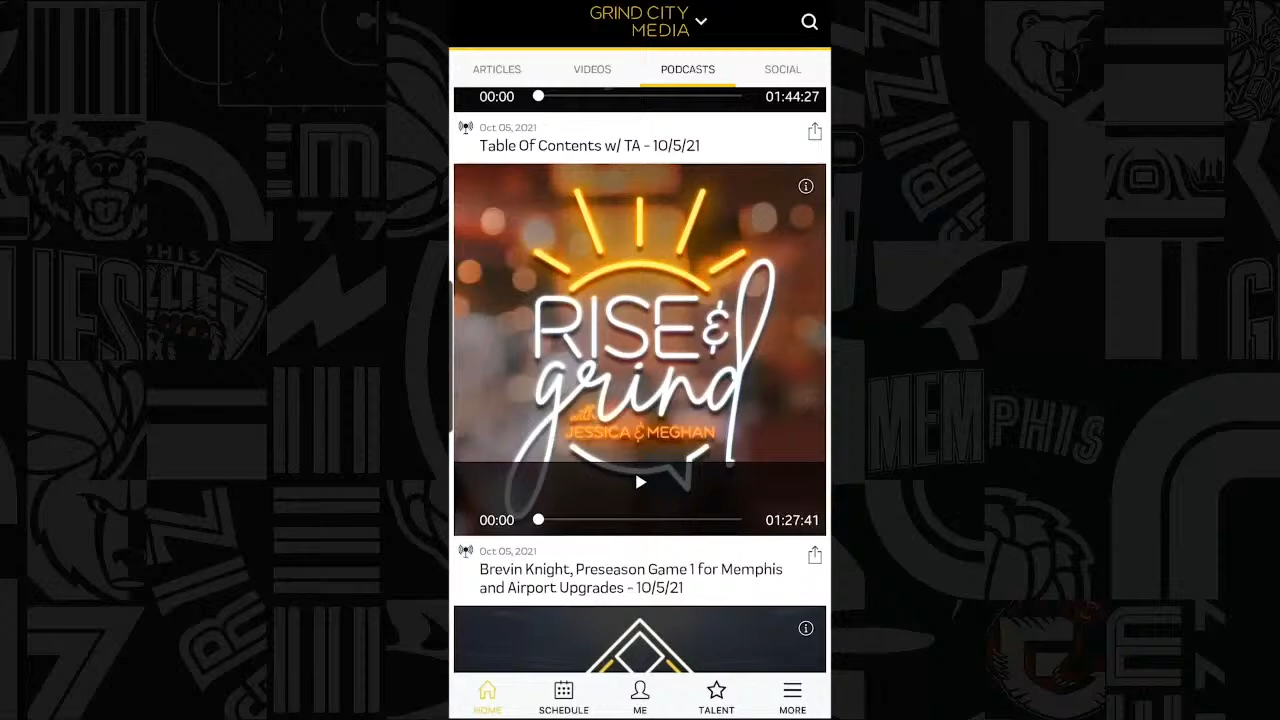 GRIND CITY
MEDIA
ARTICLES
VIDEOS
PODCASTS
SOCIAL
00:00
01:44:27
Oct 05, 2021
Table Of Contents w/ TA - 10/5/21
RISE &
grind
with
JESSICA & MEGHAN
00:00
01:27:41
Oct 05, 2021
Brevin Knight, Preseason Game 1 for Memphis
and Airport Upgrades - 10/5/21
HOME
SCHEDULE
ME
TALENT
MORE
MEMPHIS